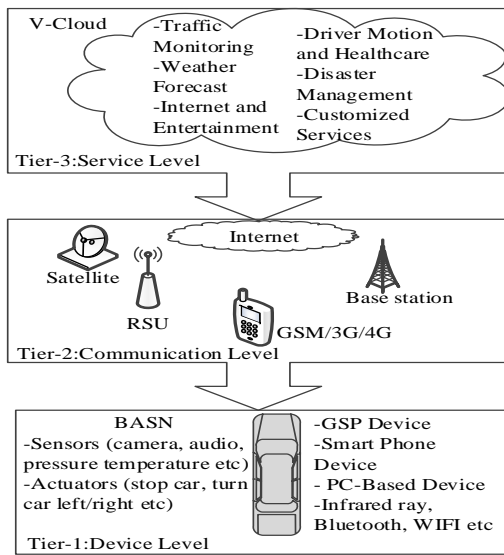 V-Cloud
-Traffic
Monitoring
-Weather
Forecast
-Internet and
Entertainment
-Driver Motion
and Healthcare
-Disaster
Management
-Customized
Services
Tier-3:Service Level
Internet
Satellite
RSU
Base station
GSM/3G/4G
Tier-2:Communication Level
BASN
-Sensors (camera, audio,
pressure temperature etc)
-Actuators (stop car, turn
car left/right etc)
-GSP Device
-Smart Phone
Device
- PC-Based Device
-Infrared ray,
Bluetooth, WIFI etc
Tier-1:Device Level